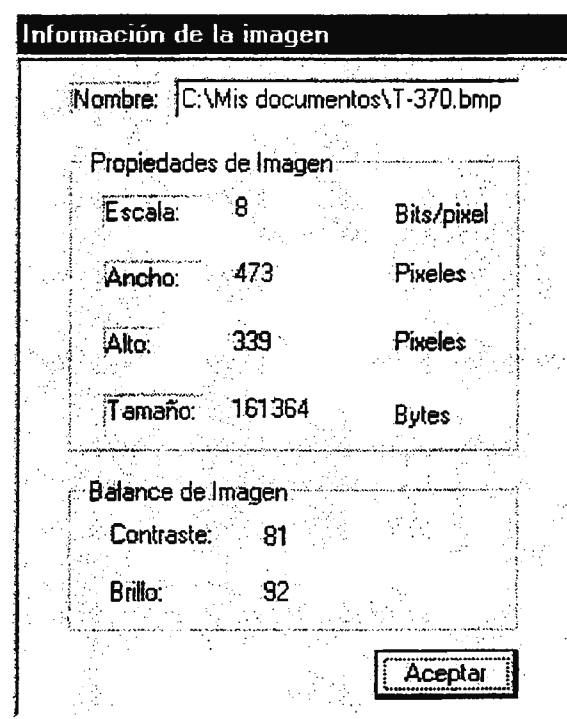 Información de la imagen
Nombre: C:\Mis documentos\T-370.bmp
Propiedades de Imagen
Escala: 8 Bits/pixel
Ancho: 473 Pixeles
Alto: 339 Pixeles
Tamaño: 161364 Bytes
Balance de Imagen
Contraste: 81
Brillo: 92
Aceptar